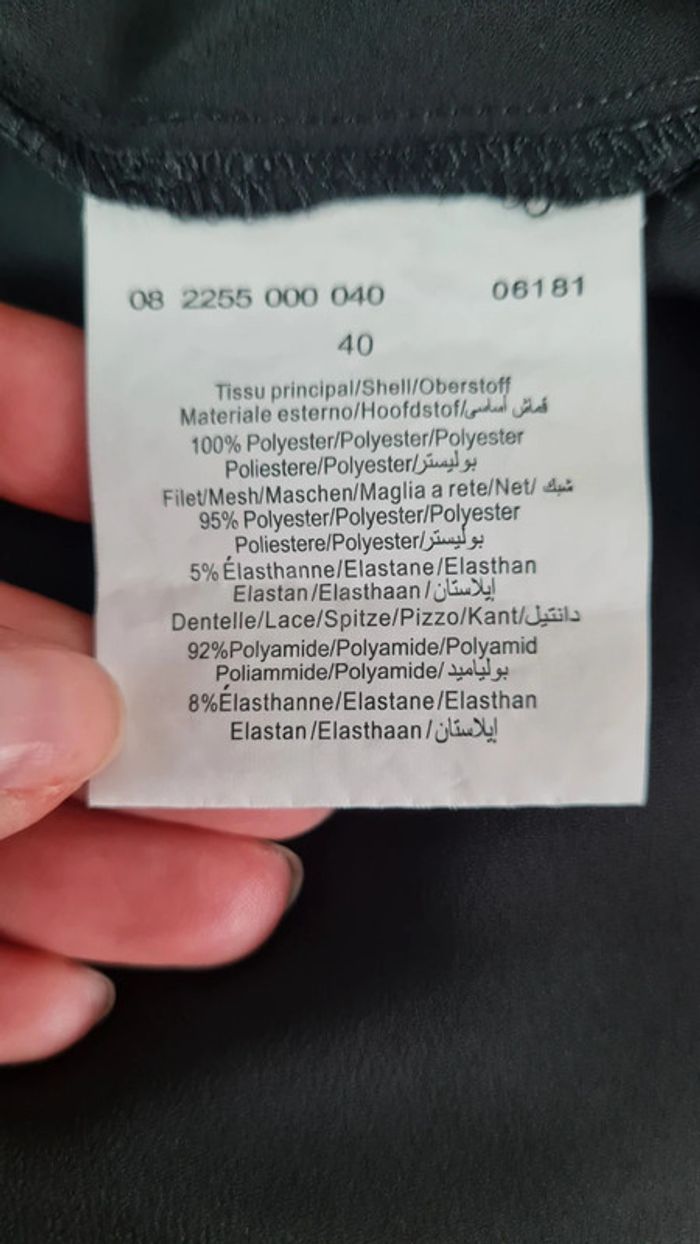 08 2255 000 040 06181
40
Tissu principal/Shell/Oberstoff
Materiale esterno/Hoofdstof/قماش أساسي
100% Polyester/Polyester/Polyester
Poliestere/Polyester/بوليستر
Filet/Mesh/Maschen/Maglia a rete/Net/ شبك
95% Polyester/Polyester/Polyester
Poliestere/Polyester/بوليستر
5% Élasthanne/Elastane/Elasthan
Elastan/Elasthaan/إيلاستان
Dentelle/Lace/Spitze/Pizzo/Kant/دانتيل
92%Polyamide/Polyamide/Polyamid
Poliammide/Polyamide/بولياميد
8%Élasthanne/Elastane/Elasthan
Elastan/Elasthaan/إيلاستان